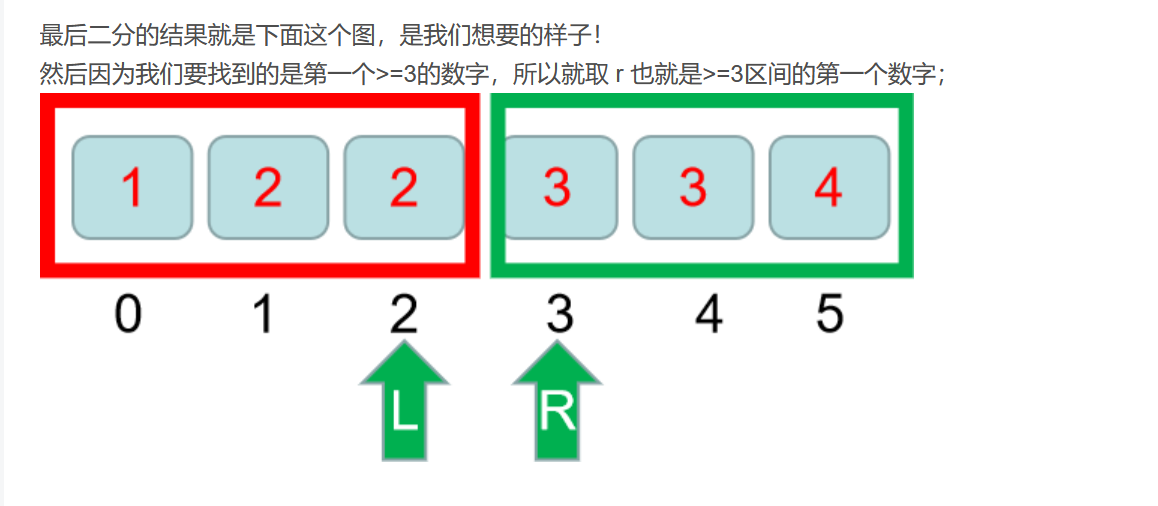 最后二分的结果就是下面这个图，是我们想要的样子！
然后因为我们要找到的是第一个>=3的数字，所以就取 r 也就是>=3区间的第一个数字；
1 2 2 3 3 4
0 1 2 3 4 5
L R